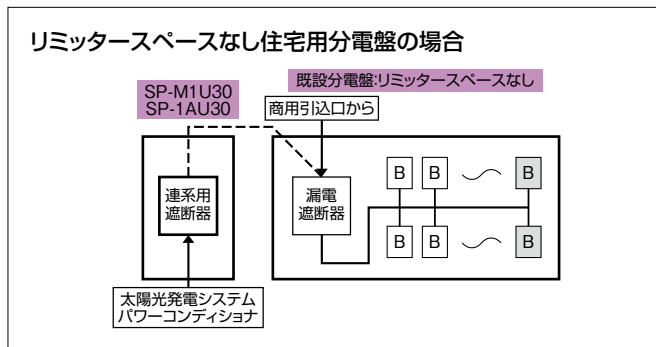 リミッタースペースなし住宅用分電盤の場合
SP-M1U30
SP-1AU30
既設分電盤:リミッタースペースなし
商用引込口から
連系用
遮断器
漏電
遮断器
B
B
B
B
B
B
太陽光発電システム
パワーコンディショナ